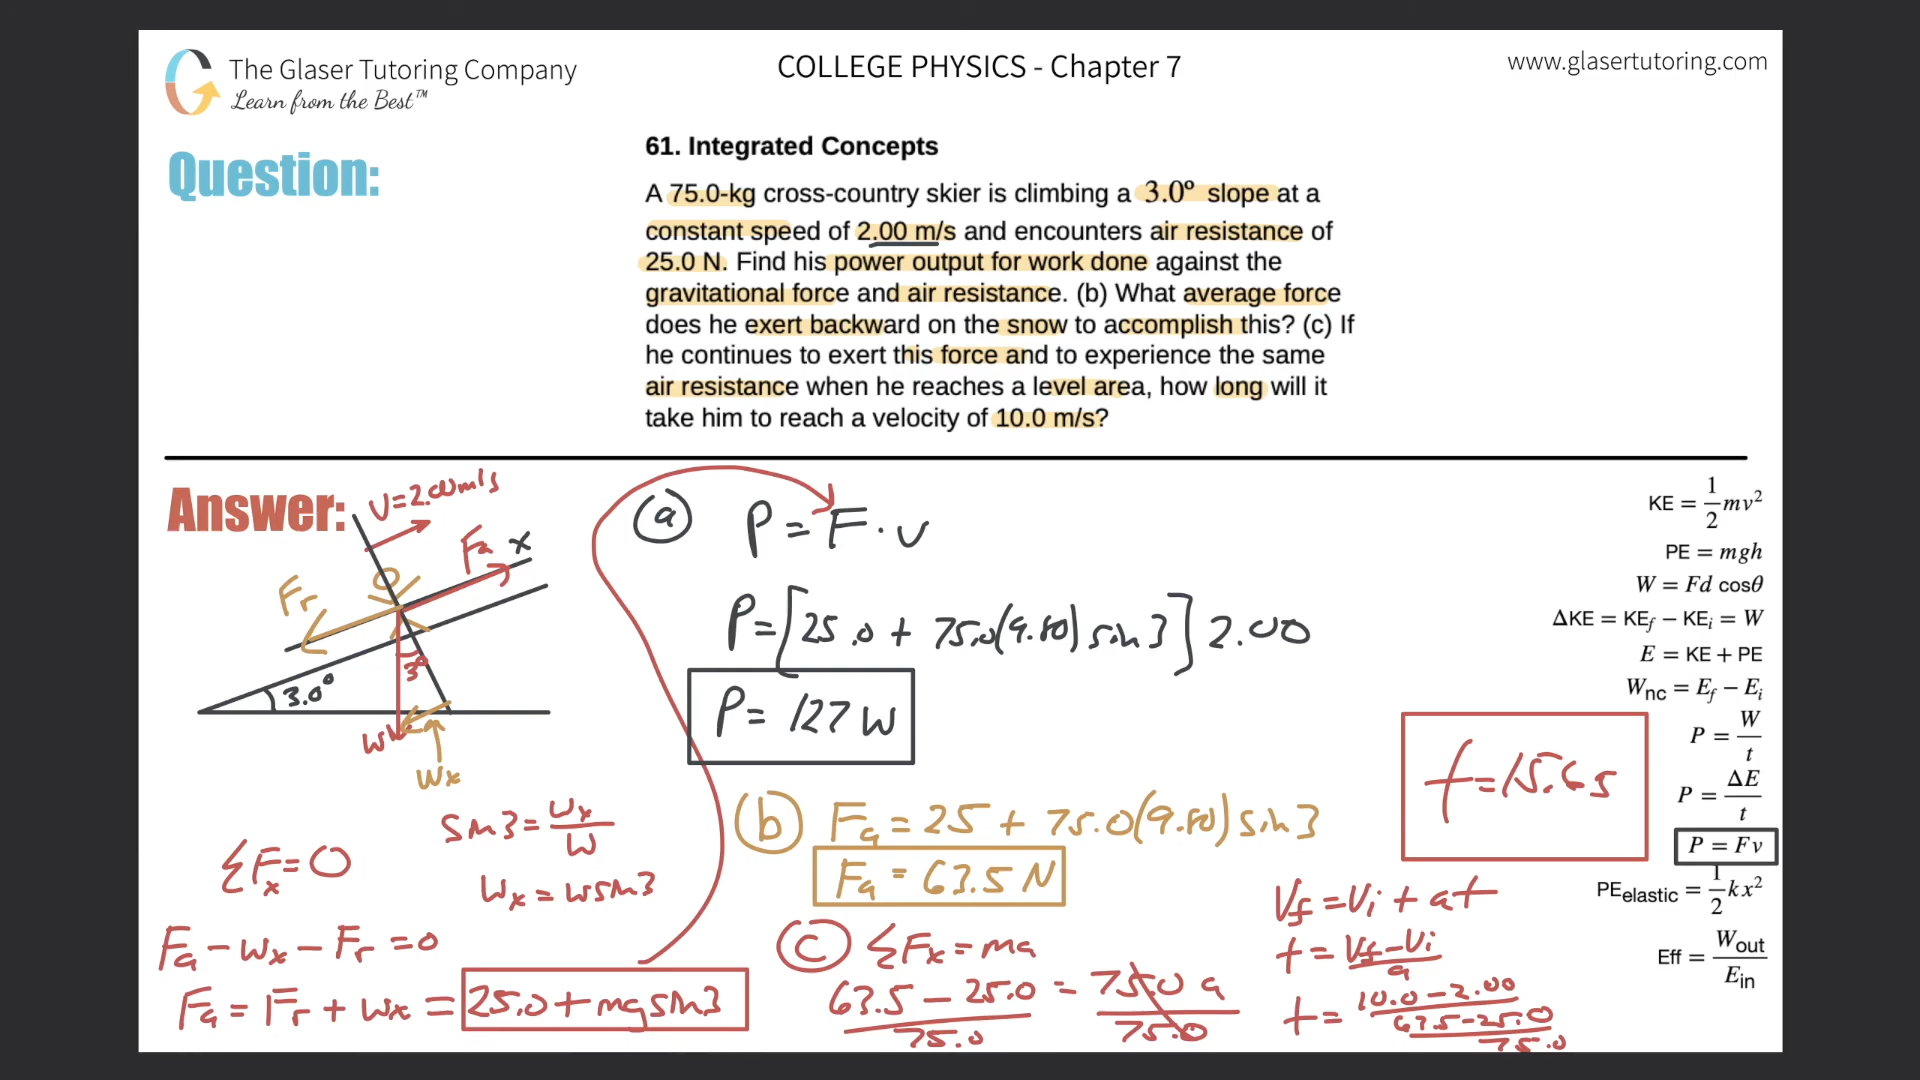 The Glaser Tutoring Company
Learn from the Best™
COLLEGE PHYSICS - Chapter 7
www.glasertutoring.com
Question:
61. Integrated Concepts
A 75.0-kg cross-country skier is climbing a 3.0º slope at a
constant speed of 2.00 m/s and encounters air resistance of
25.0 N. Find his power output for work done against the
gravitational force and air resistance. (b) What average force
does he exert backward on the snow to accomplish this? (c) If
he continues to exert this force and to experience the same
air resistance when he reaches a level area, how long will it
take him to reach a velocity of 10.0 m/s?
Answer:
υ=2.00m/s
Fa x
Fr
3°
3.0°
W
Wx
Sin3 = Wx/W
Wx = WSin3
ΣFx = 0
Fa - Wx - Fr = 0
Fa = Fr + Wx = 25.0 + mgSin3
(a) P = F · υ
P = [25.0 + 75.0(9.80) sin 3] 2.00
P = 127 W
(b) Fa = 25 + 75.0(9.80) sin 3
Fa = 63.5 N
(c) ΣFx = ma
63.5 - 25.0 = 75.0 a
75.0 75.0
Vf = Vi + at
t = Vf - Vi
a
t = 10.0 - 2.00
63.5 - 25.0
75.0
t = 15.6s
KE = 1/2 mv²
PE = mgh
W = Fd cosθ
ΔKE = KEf − KEi = W
E = KE + PE
Wnc = Ef − Ei
P = W/t
P = ΔE/t
P = Fv
PEelastic = 1/2 kx²
Eff = Wout/Ein